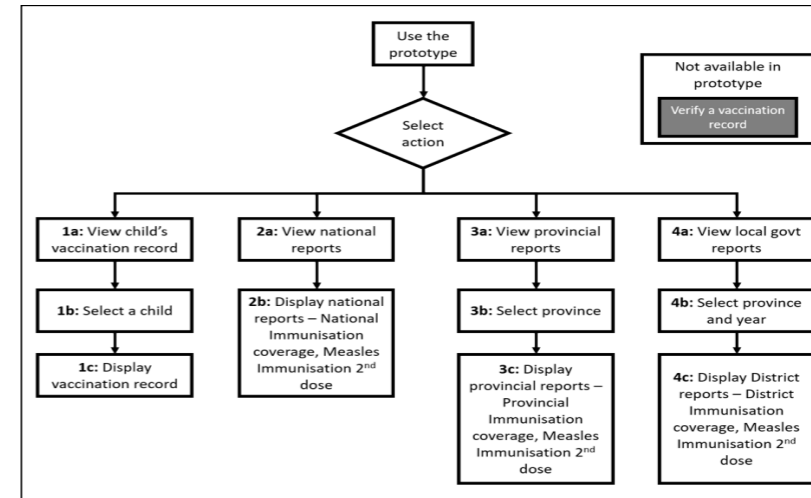 Use the
prototype
Not available in
prototype
Verify a vaccination
record
Select
action
1a: View child's
vaccination record
2a: View national
reports
3a: View provincial
reports
4a: View local govt
reports
1b: Select a child
2b: Display national
reports – National
Immunisation
coverage, Measles
Immunisation 2nd
dose
3b: Select province
4b: Select province
and year
1c: Display
vaccination record
3c: Display
provincial reports –
Provincial
Immunisation
coverage, Measles
Immunisation 2nd
dose
4c: Display District
reports – District
Immunisation
coverage, Measles
Immunisation 2nd
dose